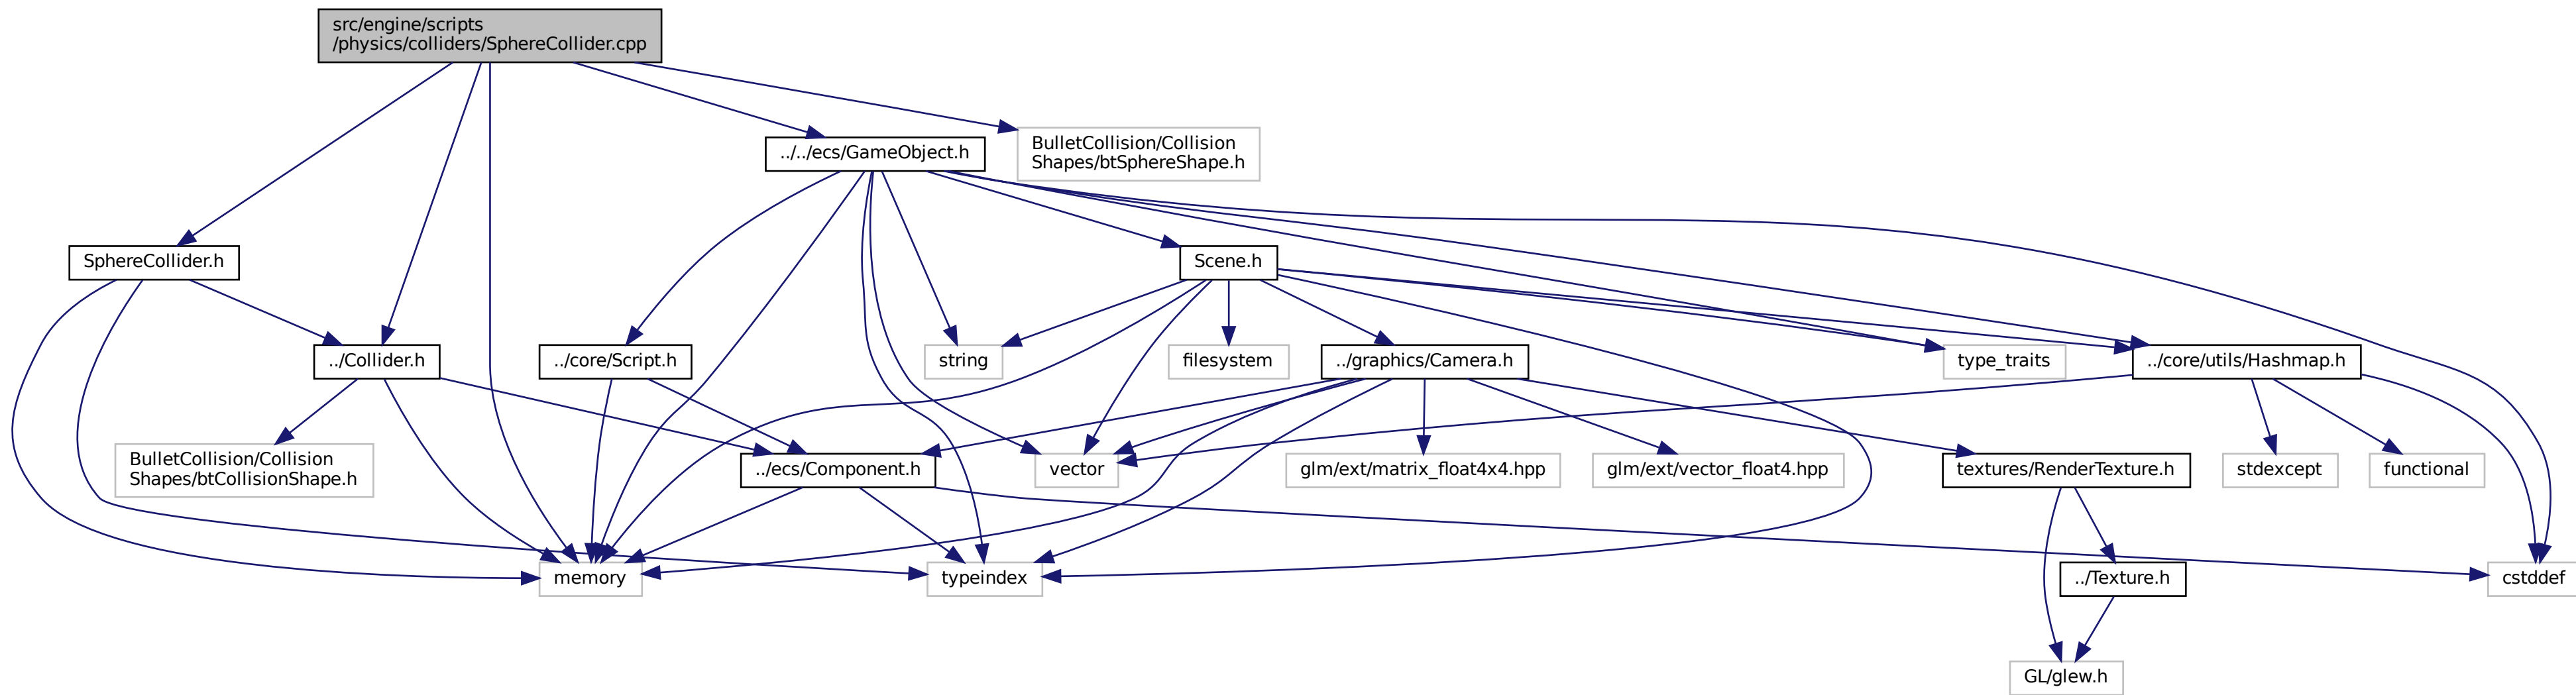 src/engine/scripts
/physics/colliders/SphereCollider.cpp
BulletCollision/Collision
Shapes/btSphereShape.h
../../ecs/GameObject.h
SphereCollider.h
Scene.h
../Collider.h
../core/Script.h
string
filesystem
../graphics/Camera.h
type_traits
../core/utils/Hashmap.h
BulletCollision/Collision
Shapes/btCollisionShape.h
../ecs/Component.h
vector
glm/ext/matrix_float4x4.hpp
glm/ext/vector_float4.hpp
textures/RenderTexture.h
stdexcept
functional
memory
typeindex
../Texture.h
cstddef
GL/glew.h